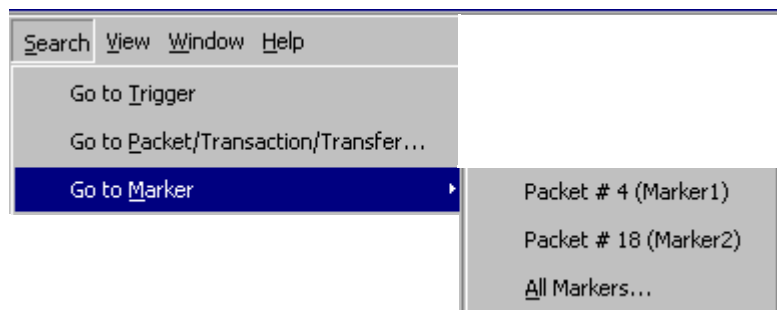 Search View Window Help
Go to Trigger
Go to Packet/Transaction/Transfer...
Go to Marker
Packet # 4 (Marker1)
Packet # 18 (Marker2)
All Markers...